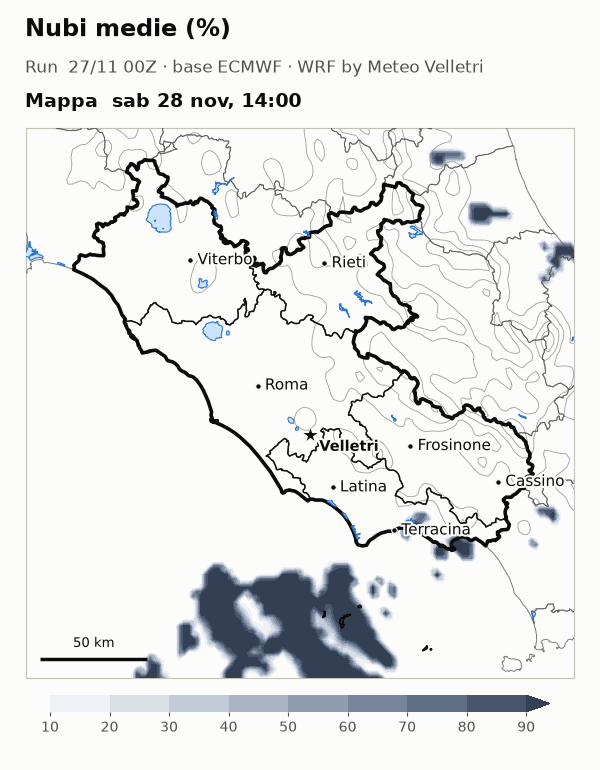 Nubi medie (%)
Run  27/11 00Z · base ECMWF · WRF by Meteo Velletri
Mappa  sab 28 nov, 14:00
Viterbo
Rieti
Roma
Velletri
Frosinone
Cassino
Latina
Terracina
50 km
10 20 30 40 50 60 70 80 90